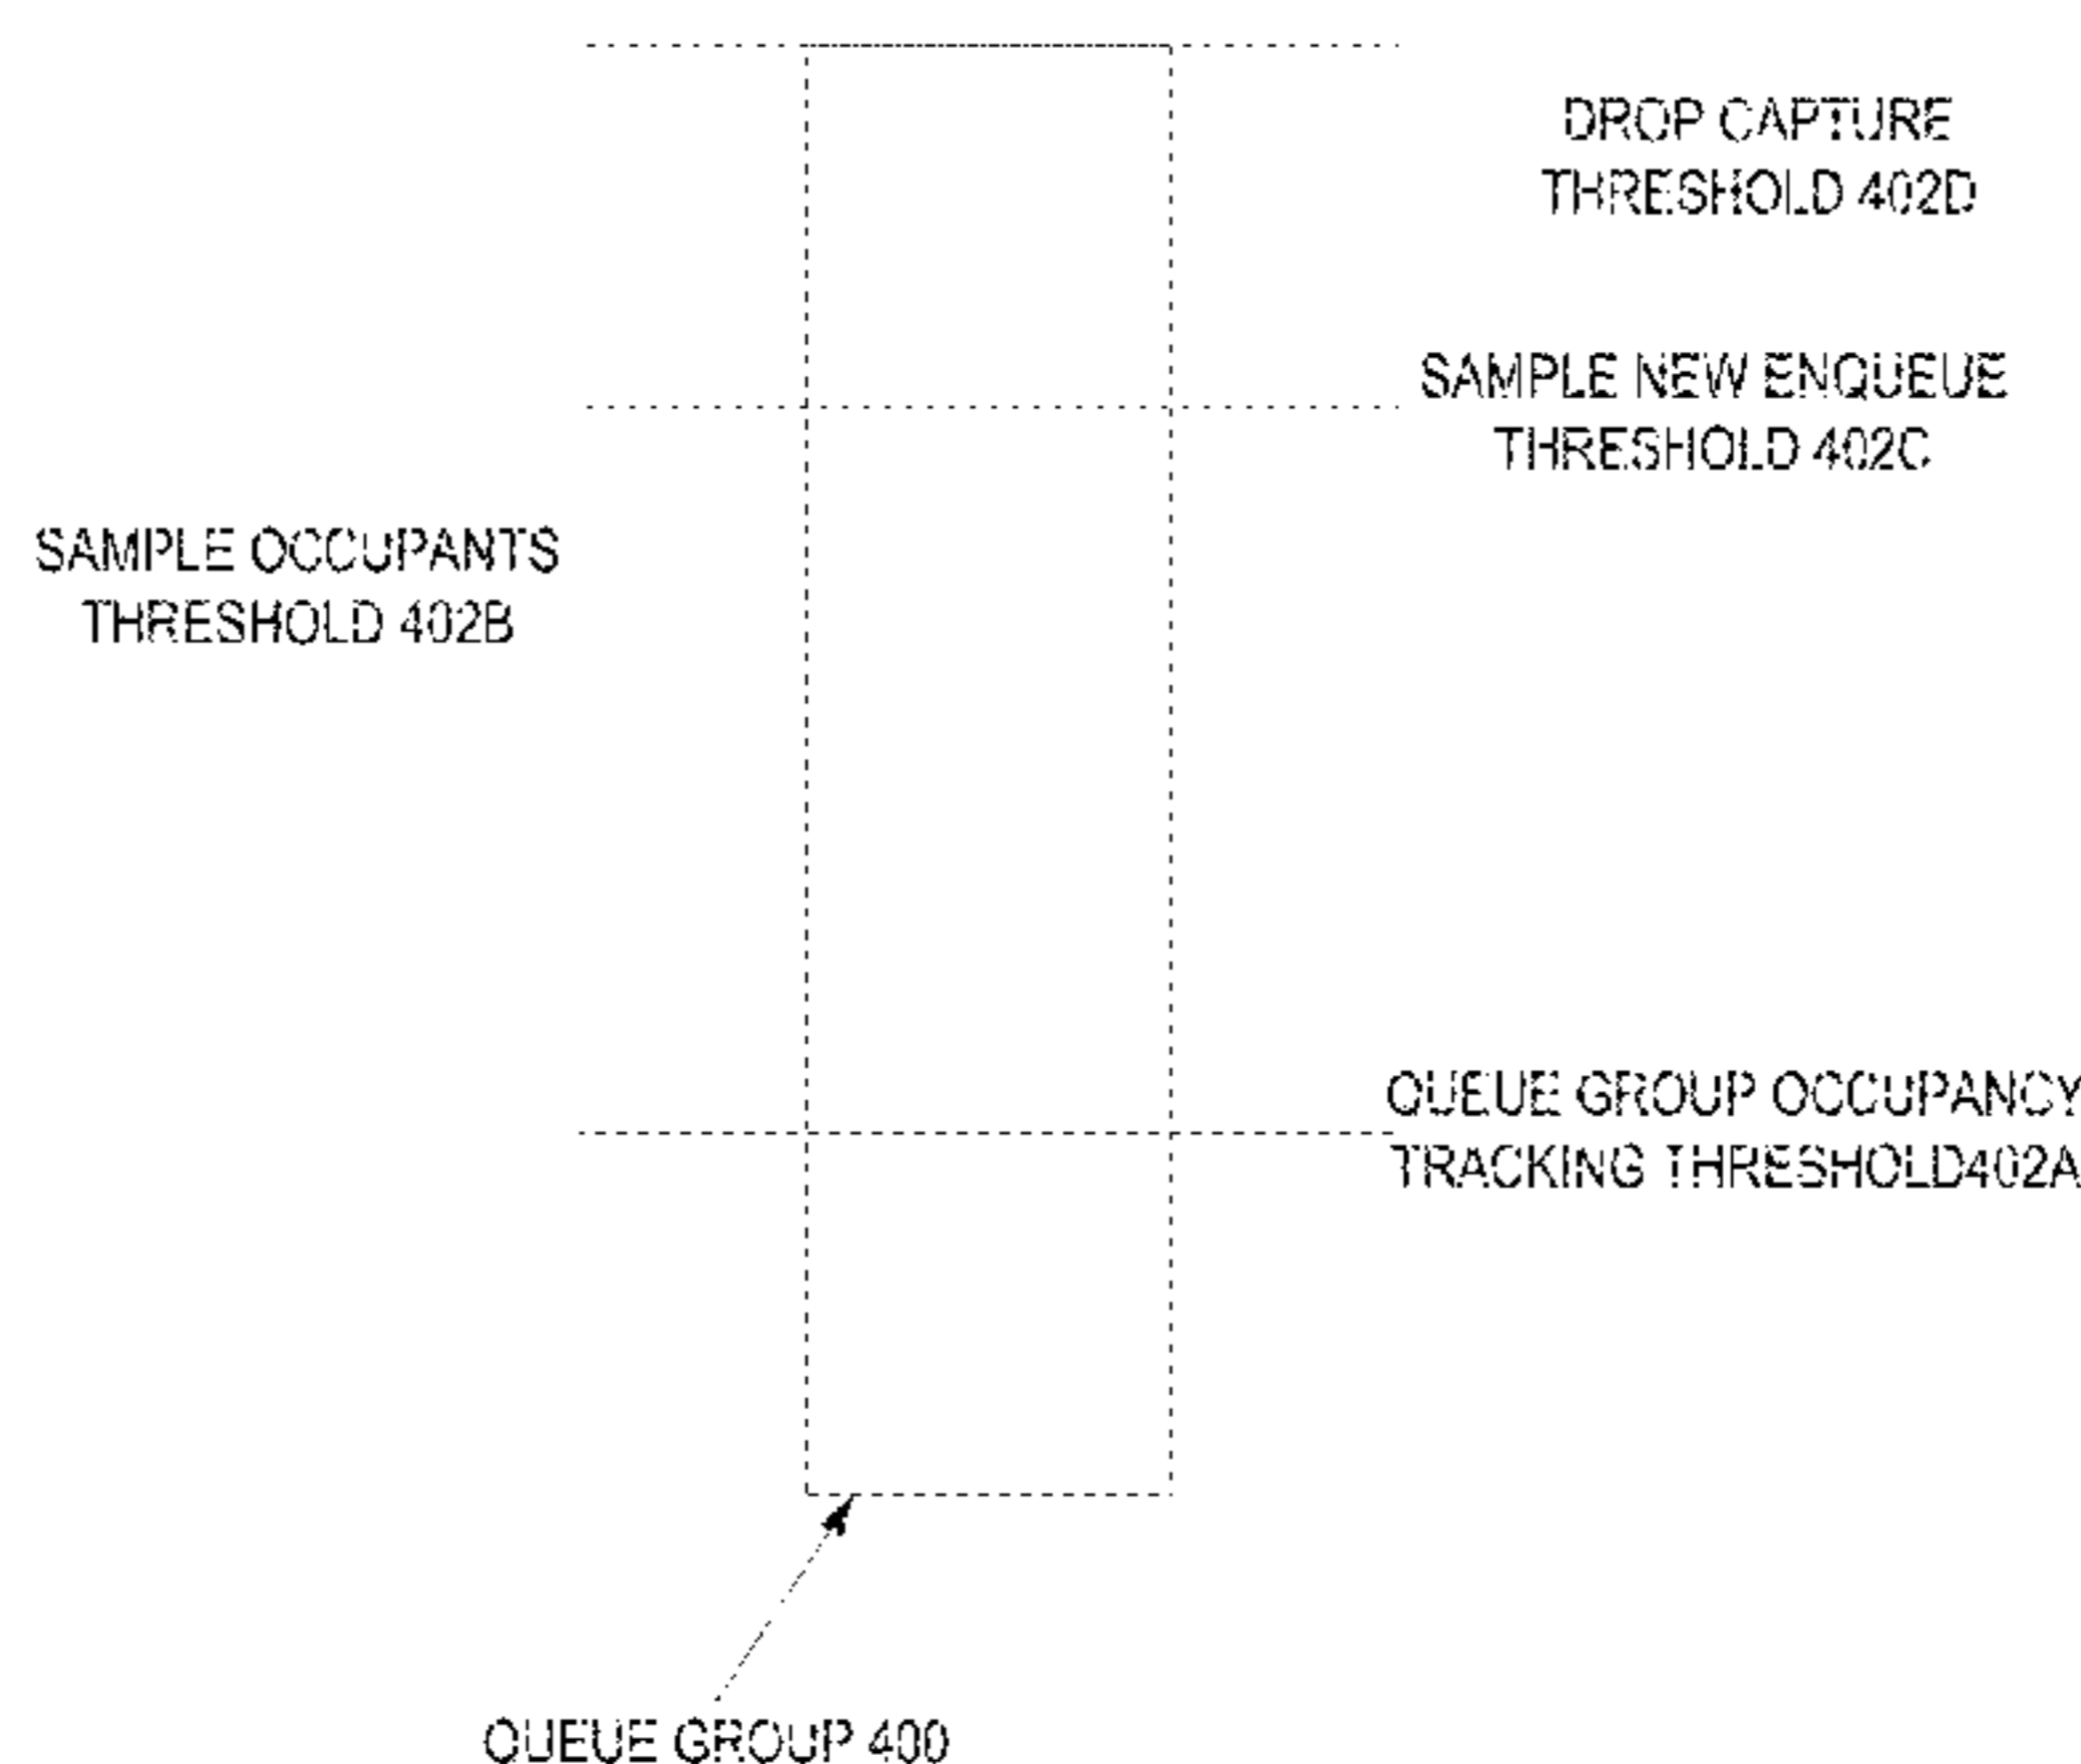 DROP CAPTURE
THRESHOLD 402D
SAMPLE NEW ENQUEUE
THRESHOLD 402C
SAMPLE OCCUPANTS
THRESHOLD 402B
QUEUE GROUP OCCUPANCY
TRACKING THRESHOLD402A
QUEUE GROUP 400